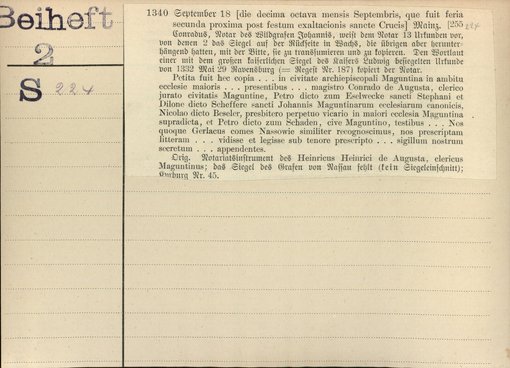 Beiheft
2
S 224
1340 September 18 [die decima octava mensis Septembris, que fuit feria
secunda proxima post festum exaltacionis sancte Crucis] Mainz. [255 224
Conradus, Notar des Wildgrafen Johannis, weist dem Notar 13 Urkunden vor,
von denen 2 das Siegel auf der Rückseite in Wachs, die übrigen aber herunter-
hängend hatten, mit der Bitte, sie zu transsumieren und zu kopieren. Den Wortlaut
einer mit dem großen kaiserlichen Siegel des Kaisers Ludwig besiegelten Urkunde
von 1332 Mai 29 Ravensburg (= Regest Nr. 187) kopiert der Notar.
Petita fuit hec copia . . . in civitate archiepiscopali Maguntina in ambitu
ecclesie maioris . . . presentibus . . . magistro Conrado de Augusta, clerico
jurato civitatis Maguntine, Petro dicto zum Eselwecke sancti Stephani et
Dilone dicto Scheffere sancti Johannis Maguntinarum ecclesiarum canonicis,
Nicolao dicto Beseler, presbitero perpetuo vicario in maiori ecclesia Maguntina
supradicta, et Petro dicto zum Schaden, cive Maguntino, testibus . . . Nos
quoque Gerlacus comes Nassowie similiter recognoscimus, nos prescriptam
litteram . . . vidisse et legisse sub tenore prescripto . . . sigillum nostrum
secretum . . . appendentes.
Orig. Notariatsinstrument des Heinricus Heinrici de Augusta, clericus
Maguntinus; das Siegel des Grafen von Nassau fehlt (kein Siegeleinschnitt);
Limburg Nr. 45.